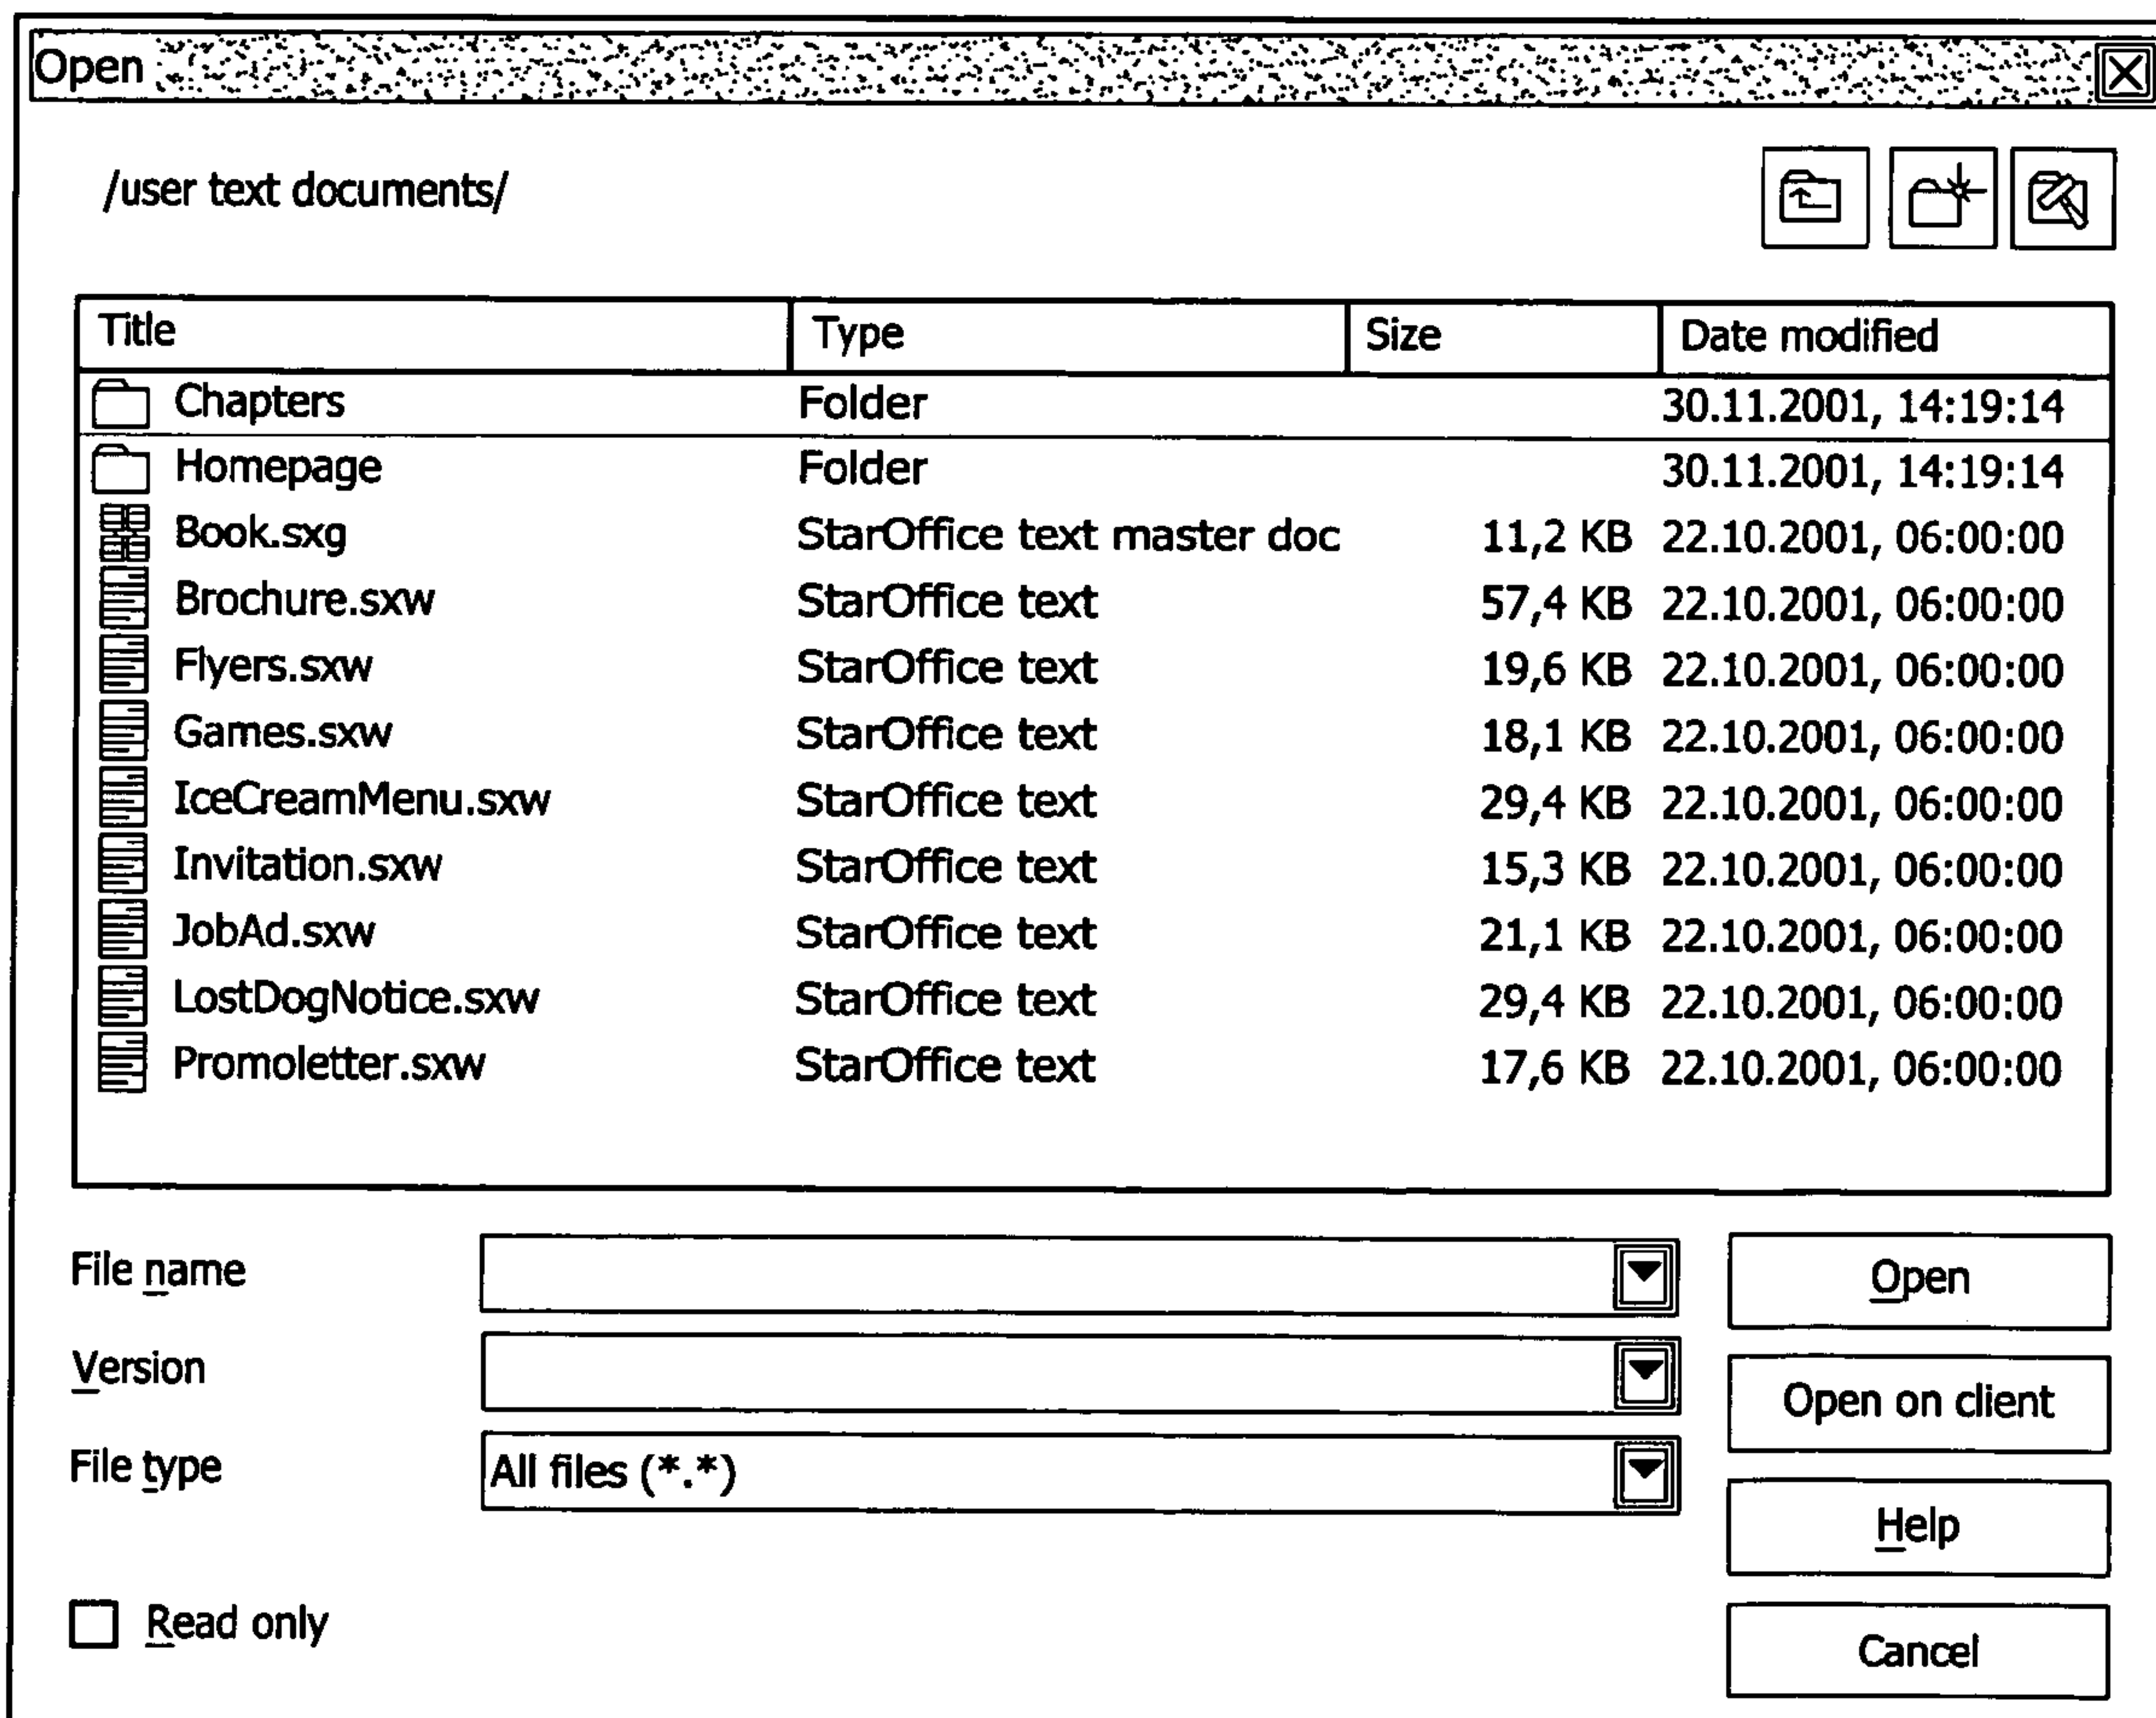 Open
/user text documents/
Title Type Size Date modified
Chapters Folder 30.11.2001, 14:19:14
Homepage Folder 30.11.2001, 14:19:14
Book.sxg StarOffice text master doc 11,2 KB 22.10.2001, 06:00:00
Brochure.sxw StarOffice text 57,4 KB 22.10.2001, 06:00:00
Flyers.sxw StarOffice text 19,6 KB 22.10.2001, 06:00:00
Games.sxw StarOffice text 18,1 KB 22.10.2001, 06:00:00
IceCreamMenu.sxw StarOffice text 29,4 KB 22.10.2001, 06:00:00
Invitation.sxw StarOffice text 15,3 KB 22.10.2001, 06:00:00
JobAd.sxw StarOffice text 21,1 KB 22.10.2001, 06:00:00
LostDogNotice.sxw StarOffice text 29,4 KB 22.10.2001, 06:00:00
Promoletter.sxw StarOffice text 17,6 KB 22.10.2001, 06:00:00
File name Open
Version Open on client
File type All files (*.*)
Help
Read only
Cancel